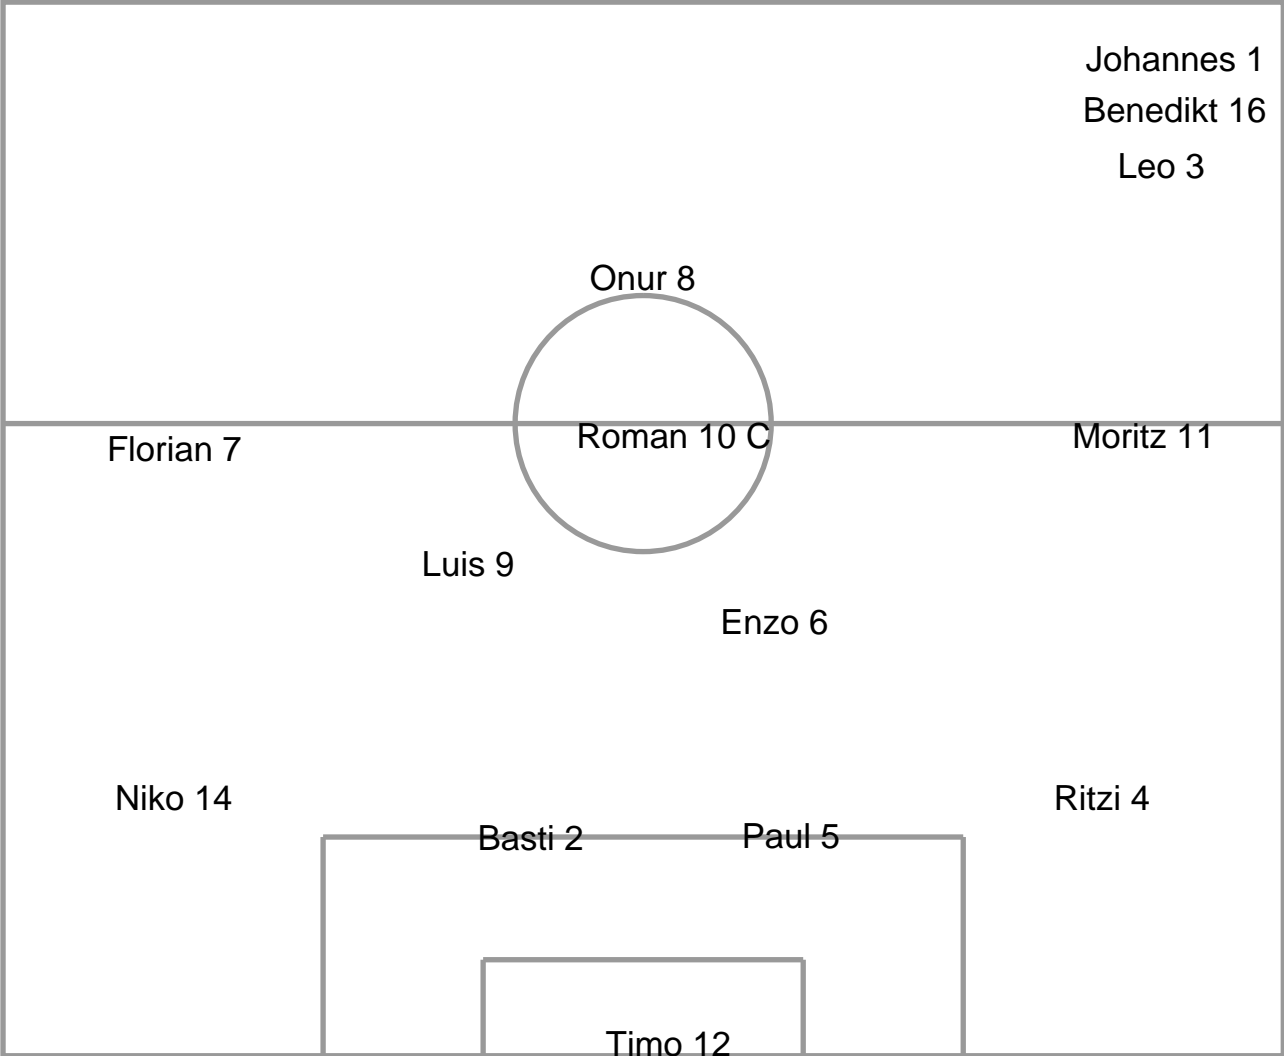 Johannes 1
Benedikt 16
Leo 3
Onur 8
Florian 7
Roman 10 C
Moritz 11
Luis 9
Enzo 6
Niko 14
Ritzi 4
Basti 2
Paul 5
Timo 12